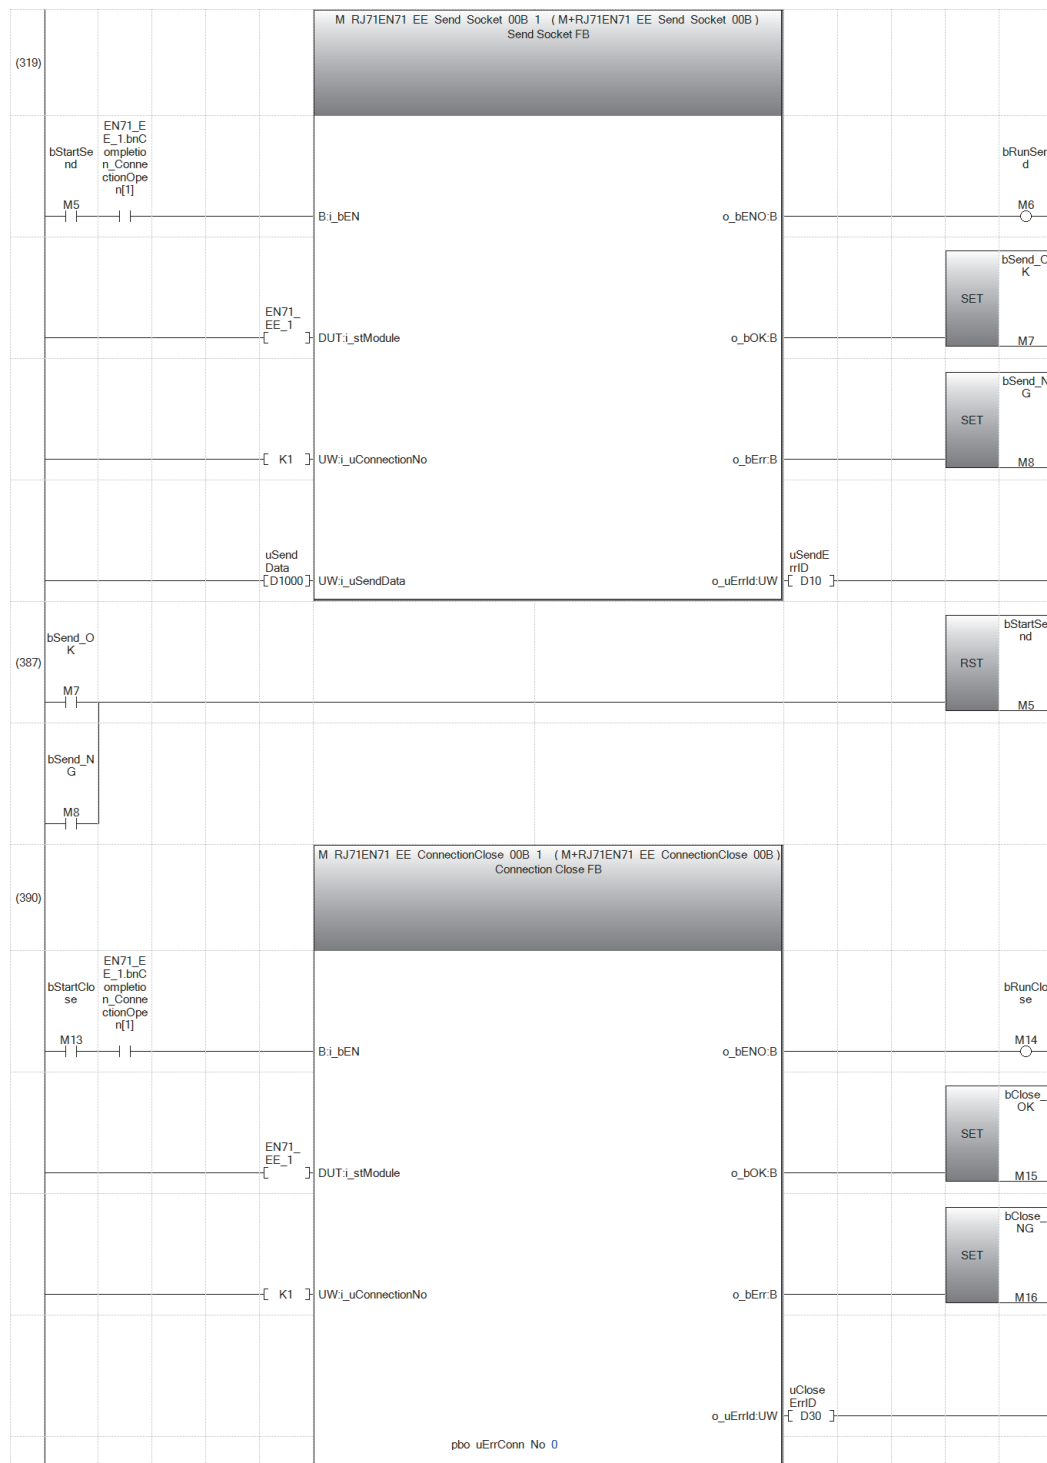 M RJ71EN71 EE Send Socket 00B 1 (M+RJ71EN71 EE Send Socket 00B)
Send Socket FB
(319)
bStartSe
nd
EN71_E
E_1.bnC
ompletio
n_Conne
ctionOpe
n[1]
bRunSen
d
M5
B:i_bEN
o_bENO:B
M6
EN71_
EE_1
DUT:i_stModule
o_bOK:B
SET
bSend_O
K
M7
K1
UW:i_uConnectionNo
o_bErr:B
SET
bSend_N
G
M8
uSend
Data
D1000
UW:i_uSendData
o_uErrId:UW
uSendE
rrID
D10
(387)
bSend_O
K
M7
RST
bStartSe
nd
M5
bSend_N
G
M8
M RJ71EN71 EE ConnectionClose 00B 1 (M+RJ71EN71 EE ConnectionClose 00B)
Connection Close FB
(390)
bStartClo
se
EN71_E
E_1.bnC
ompletio
n_Conne
ctionOpe
n[1]
bRunClo
se
M13
B:i_bEN
o_bENO:B
M14
EN71_
EE_1
DUT:i_stModule
o_bOK:B
SET
bClose_
OK
M15
K1
UW:i_uConnectionNo
o_bErr:B
SET
bClose_
NG
M16
o_uErrId:UW
uClose
ErrID
D30
pbo uErrConn No 0